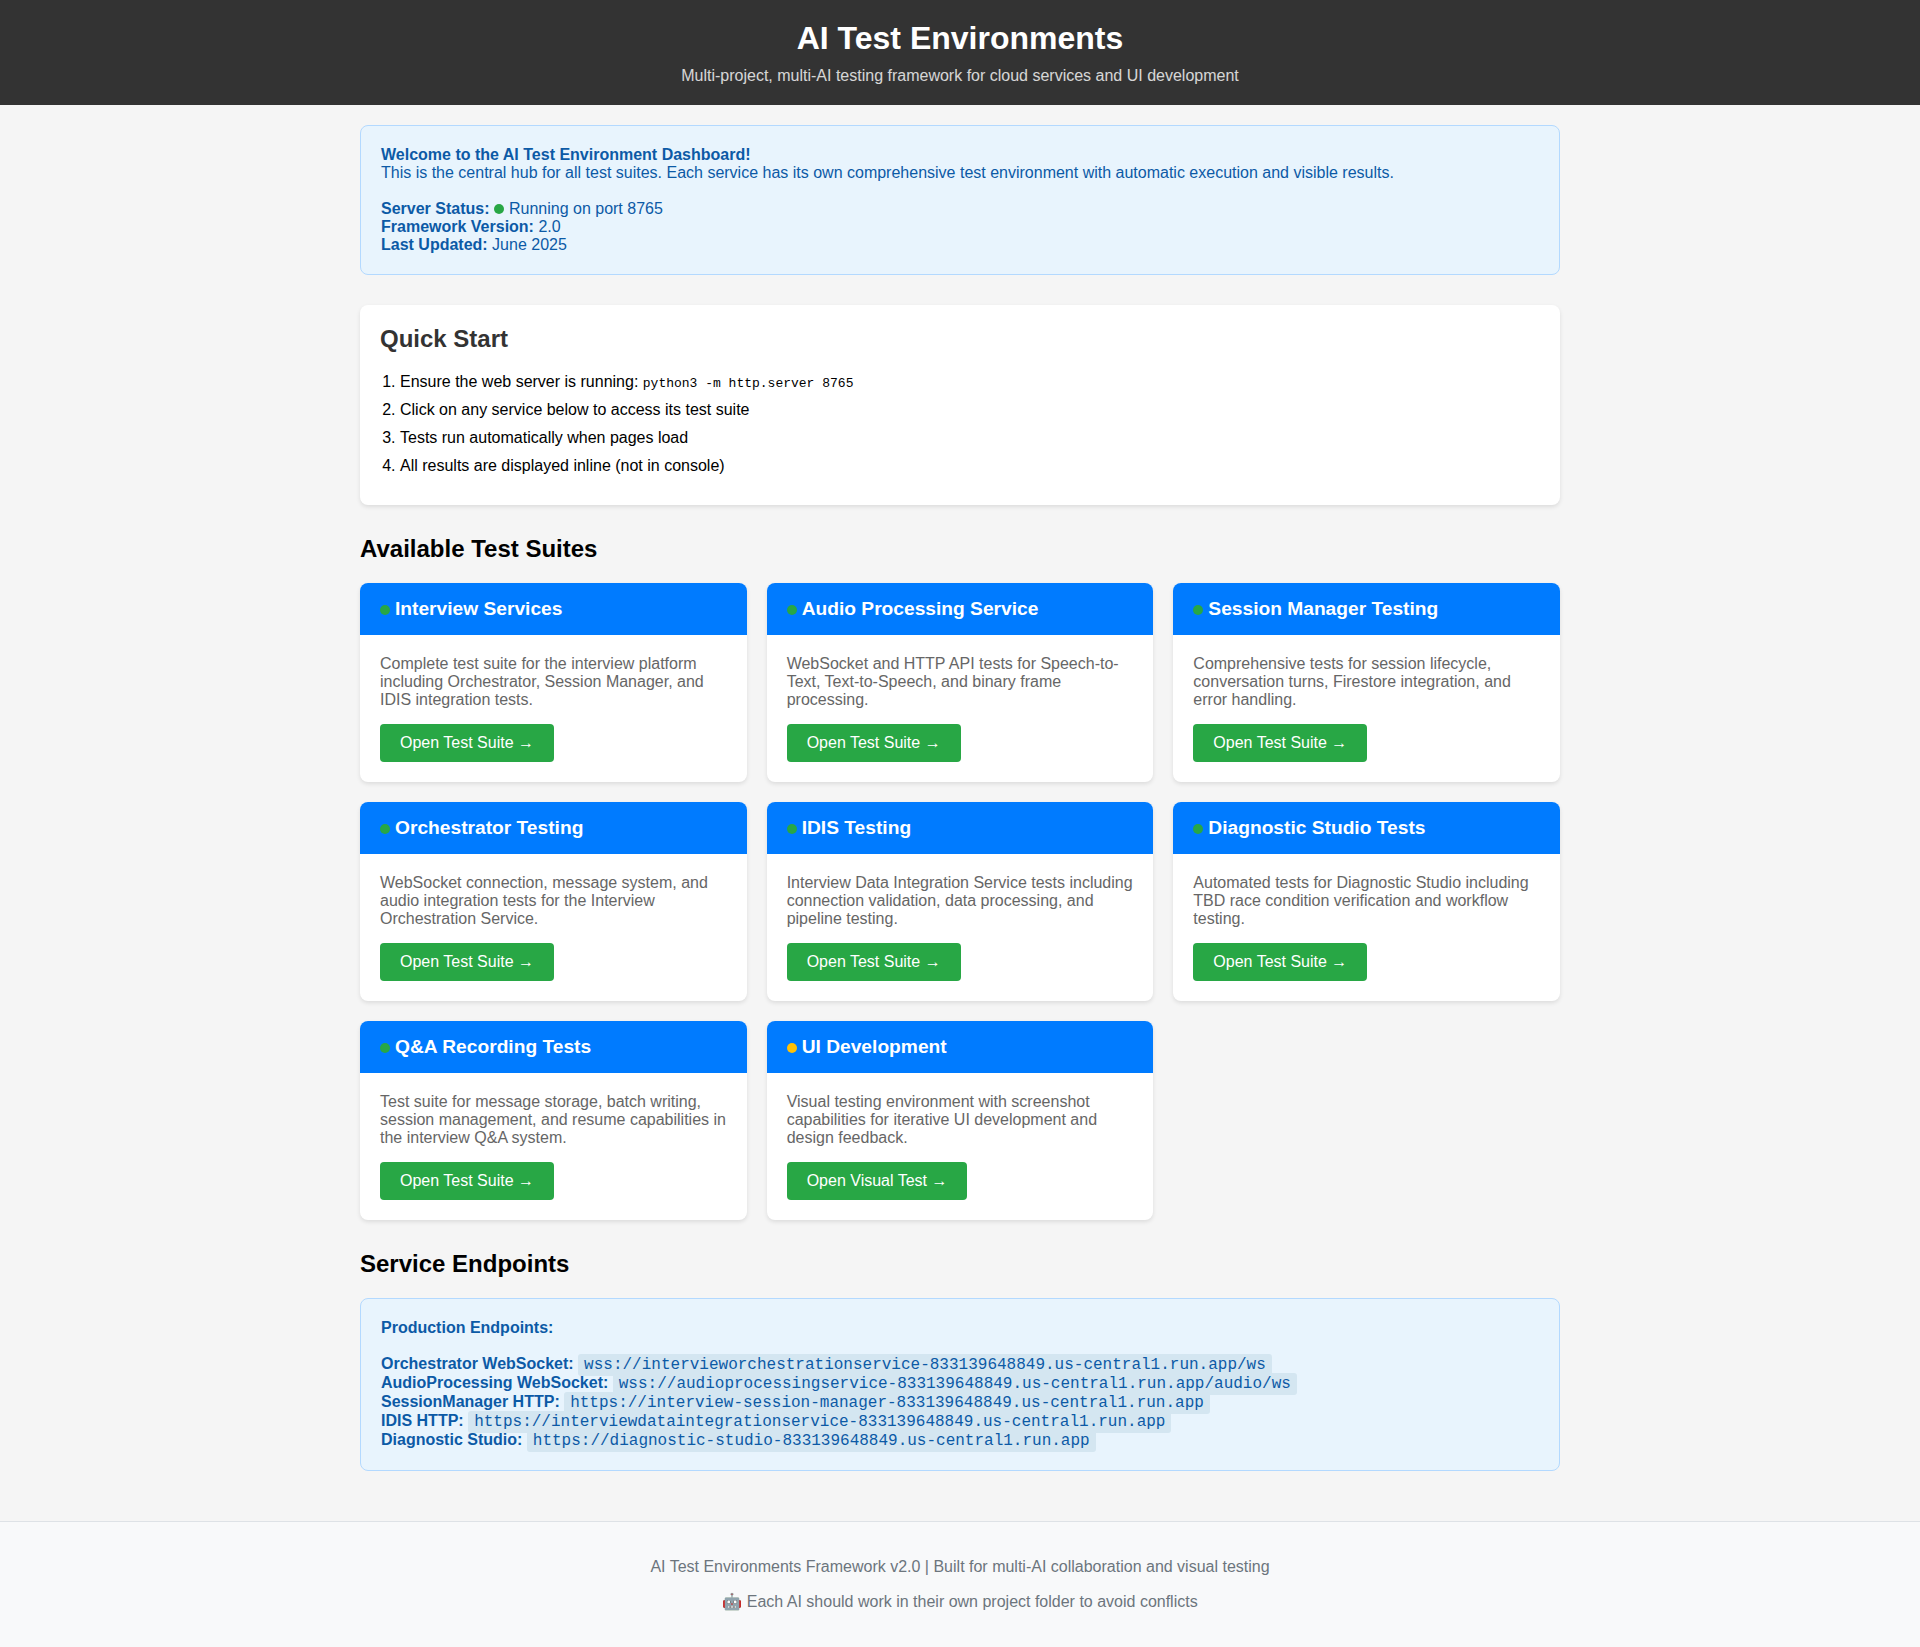 AI Test Environments
Multi-project, multi-AI testing framework for cloud services and UI development
Welcome to the AI Test Environment Dashboard!
This is the central hub for all test suites. Each service has its own comprehensive test environment with automatic execution and visible results.
Server Status: Running on port 8765
Framework Version: 2.0
Last Updated: June 2025
Quick Start
1. Ensure the web server is running: python3 -m http.server 8765
2. Click on any service below to access its test suite
3. Tests run automatically when pages load
4. All results are displayed inline (not in console)
Available Test Suites
Interview Services
Complete test suite for the interview platform
including Orchestrator, Session Manager, and
IDIS integration tests.
Open Test Suite →
Audio Processing Service
WebSocket and HTTP API tests for Speech-to-
Text, Text-to-Speech, and binary frame
processing.
Open Test Suite →
Session Manager Testing
Comprehensive tests for session lifecycle,
conversation turns, Firestore integration, and
error handling.
Open Test Suite →
Orchestrator Testing
WebSocket connection, message system, and
audio integration tests for the Interview
Orchestration Service.
Open Test Suite →
IDIS Testing
Interview Data Integration Service tests including
connection validation, data processing, and
pipeline testing.
Open Test Suite →
Diagnostic Studio Tests
Automated tests for Diagnostic Studio including
TBD race condition verification and workflow
testing.
Open Test Suite →
Q&A Recording Tests
Test suite for message storage, batch writing,
session management, and resume capabilities in
the interview Q&A system.
Open Test Suite →
UI Development
Visual testing environment with screenshot
capabilities for iterative UI development and
design feedback.
Open Visual Test →
Service Endpoints
Production Endpoints:
Orchestrator WebSocket: wss://intervieworchestrationservice-833139648849.us-central1.run.app/ws
AudioProcessing WebSocket: wss://audioprocessingservice-833139648849.us-central1.run.app/audio/ws
SessionManager HTTP: https://interview-session-manager-833139648849.us-central1.run.app
IDIS HTTP: https://interviewdataintegrationservice-833139648849.us-central1.run.app
Diagnostic Studio: https://diagnostic-studio-833139648849.us-central1.run.app
AI Test Environments Framework v2.0 | Built for multi-AI collaboration and visual testing
🤖 Each AI should work in their own project folder to avoid conflicts